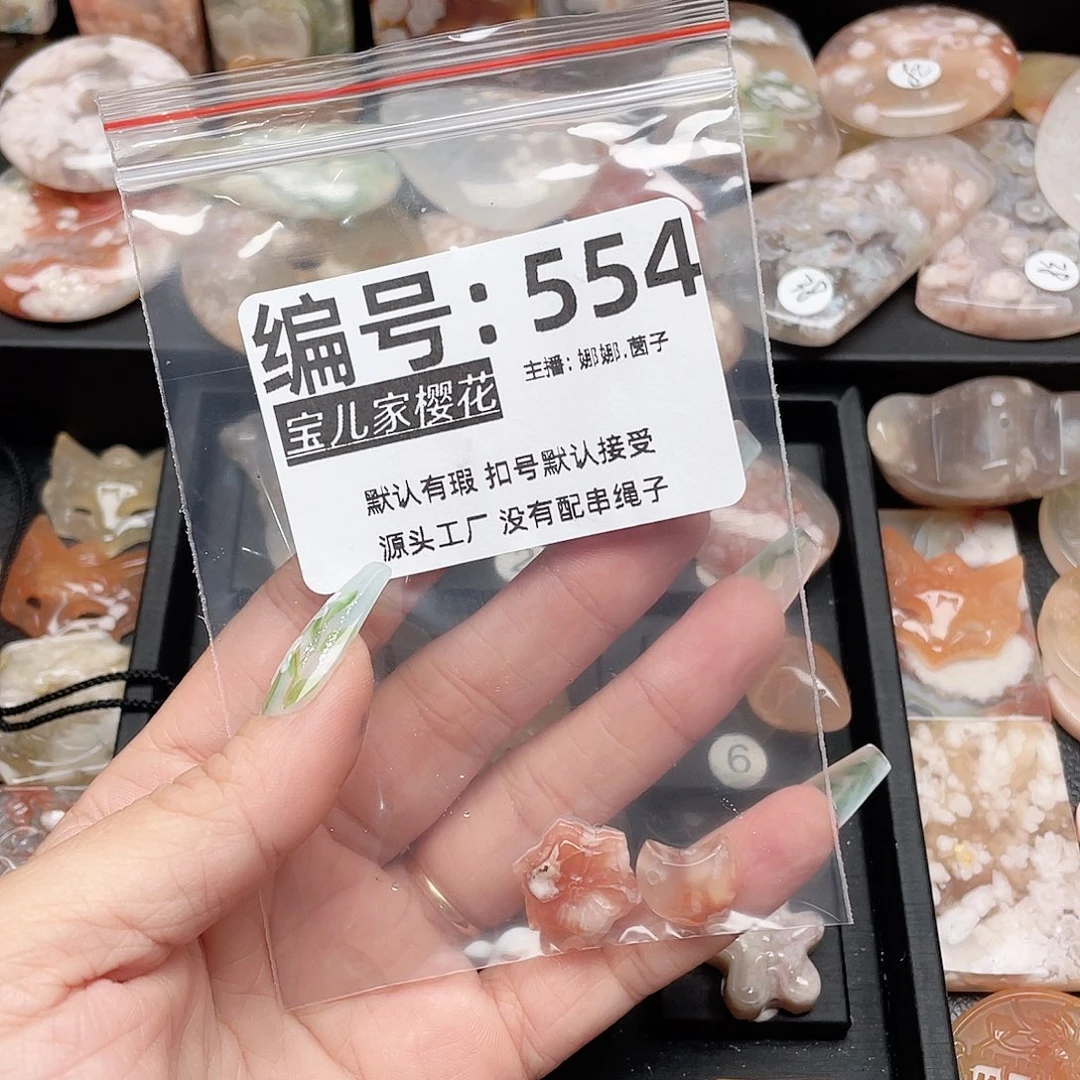 编号：554
主播：娜娜.茵子
宝儿家樱花
默认有瑕 扣号默认接受
源头工厂 没有配串绳子
6